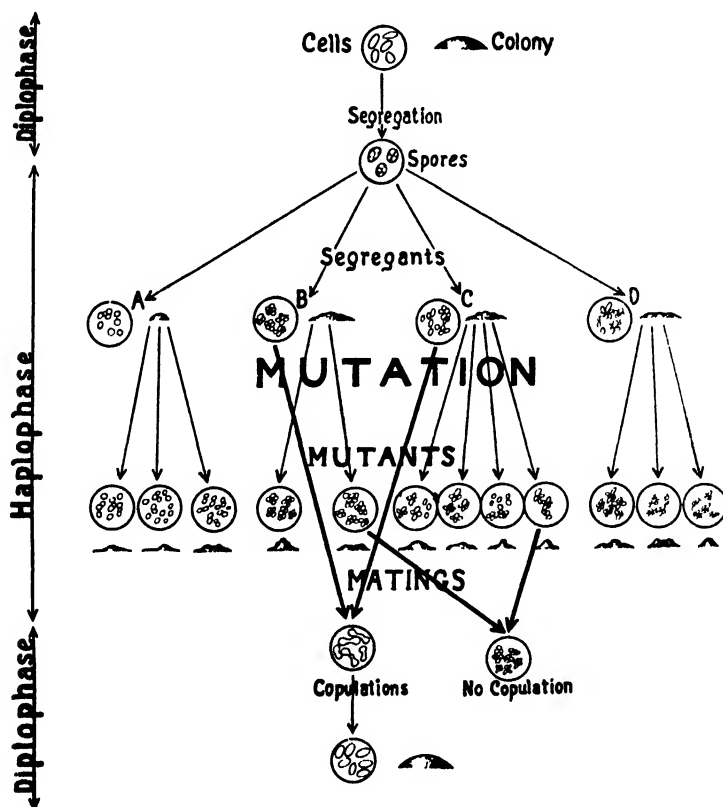 Diplophase
Cells
Colony
Segregation
Spores
Haplophase
Segregants
A
B
C
D
MUTATION
MUTANTS
MATINGS
Diplophase
Copulations
No Copulation